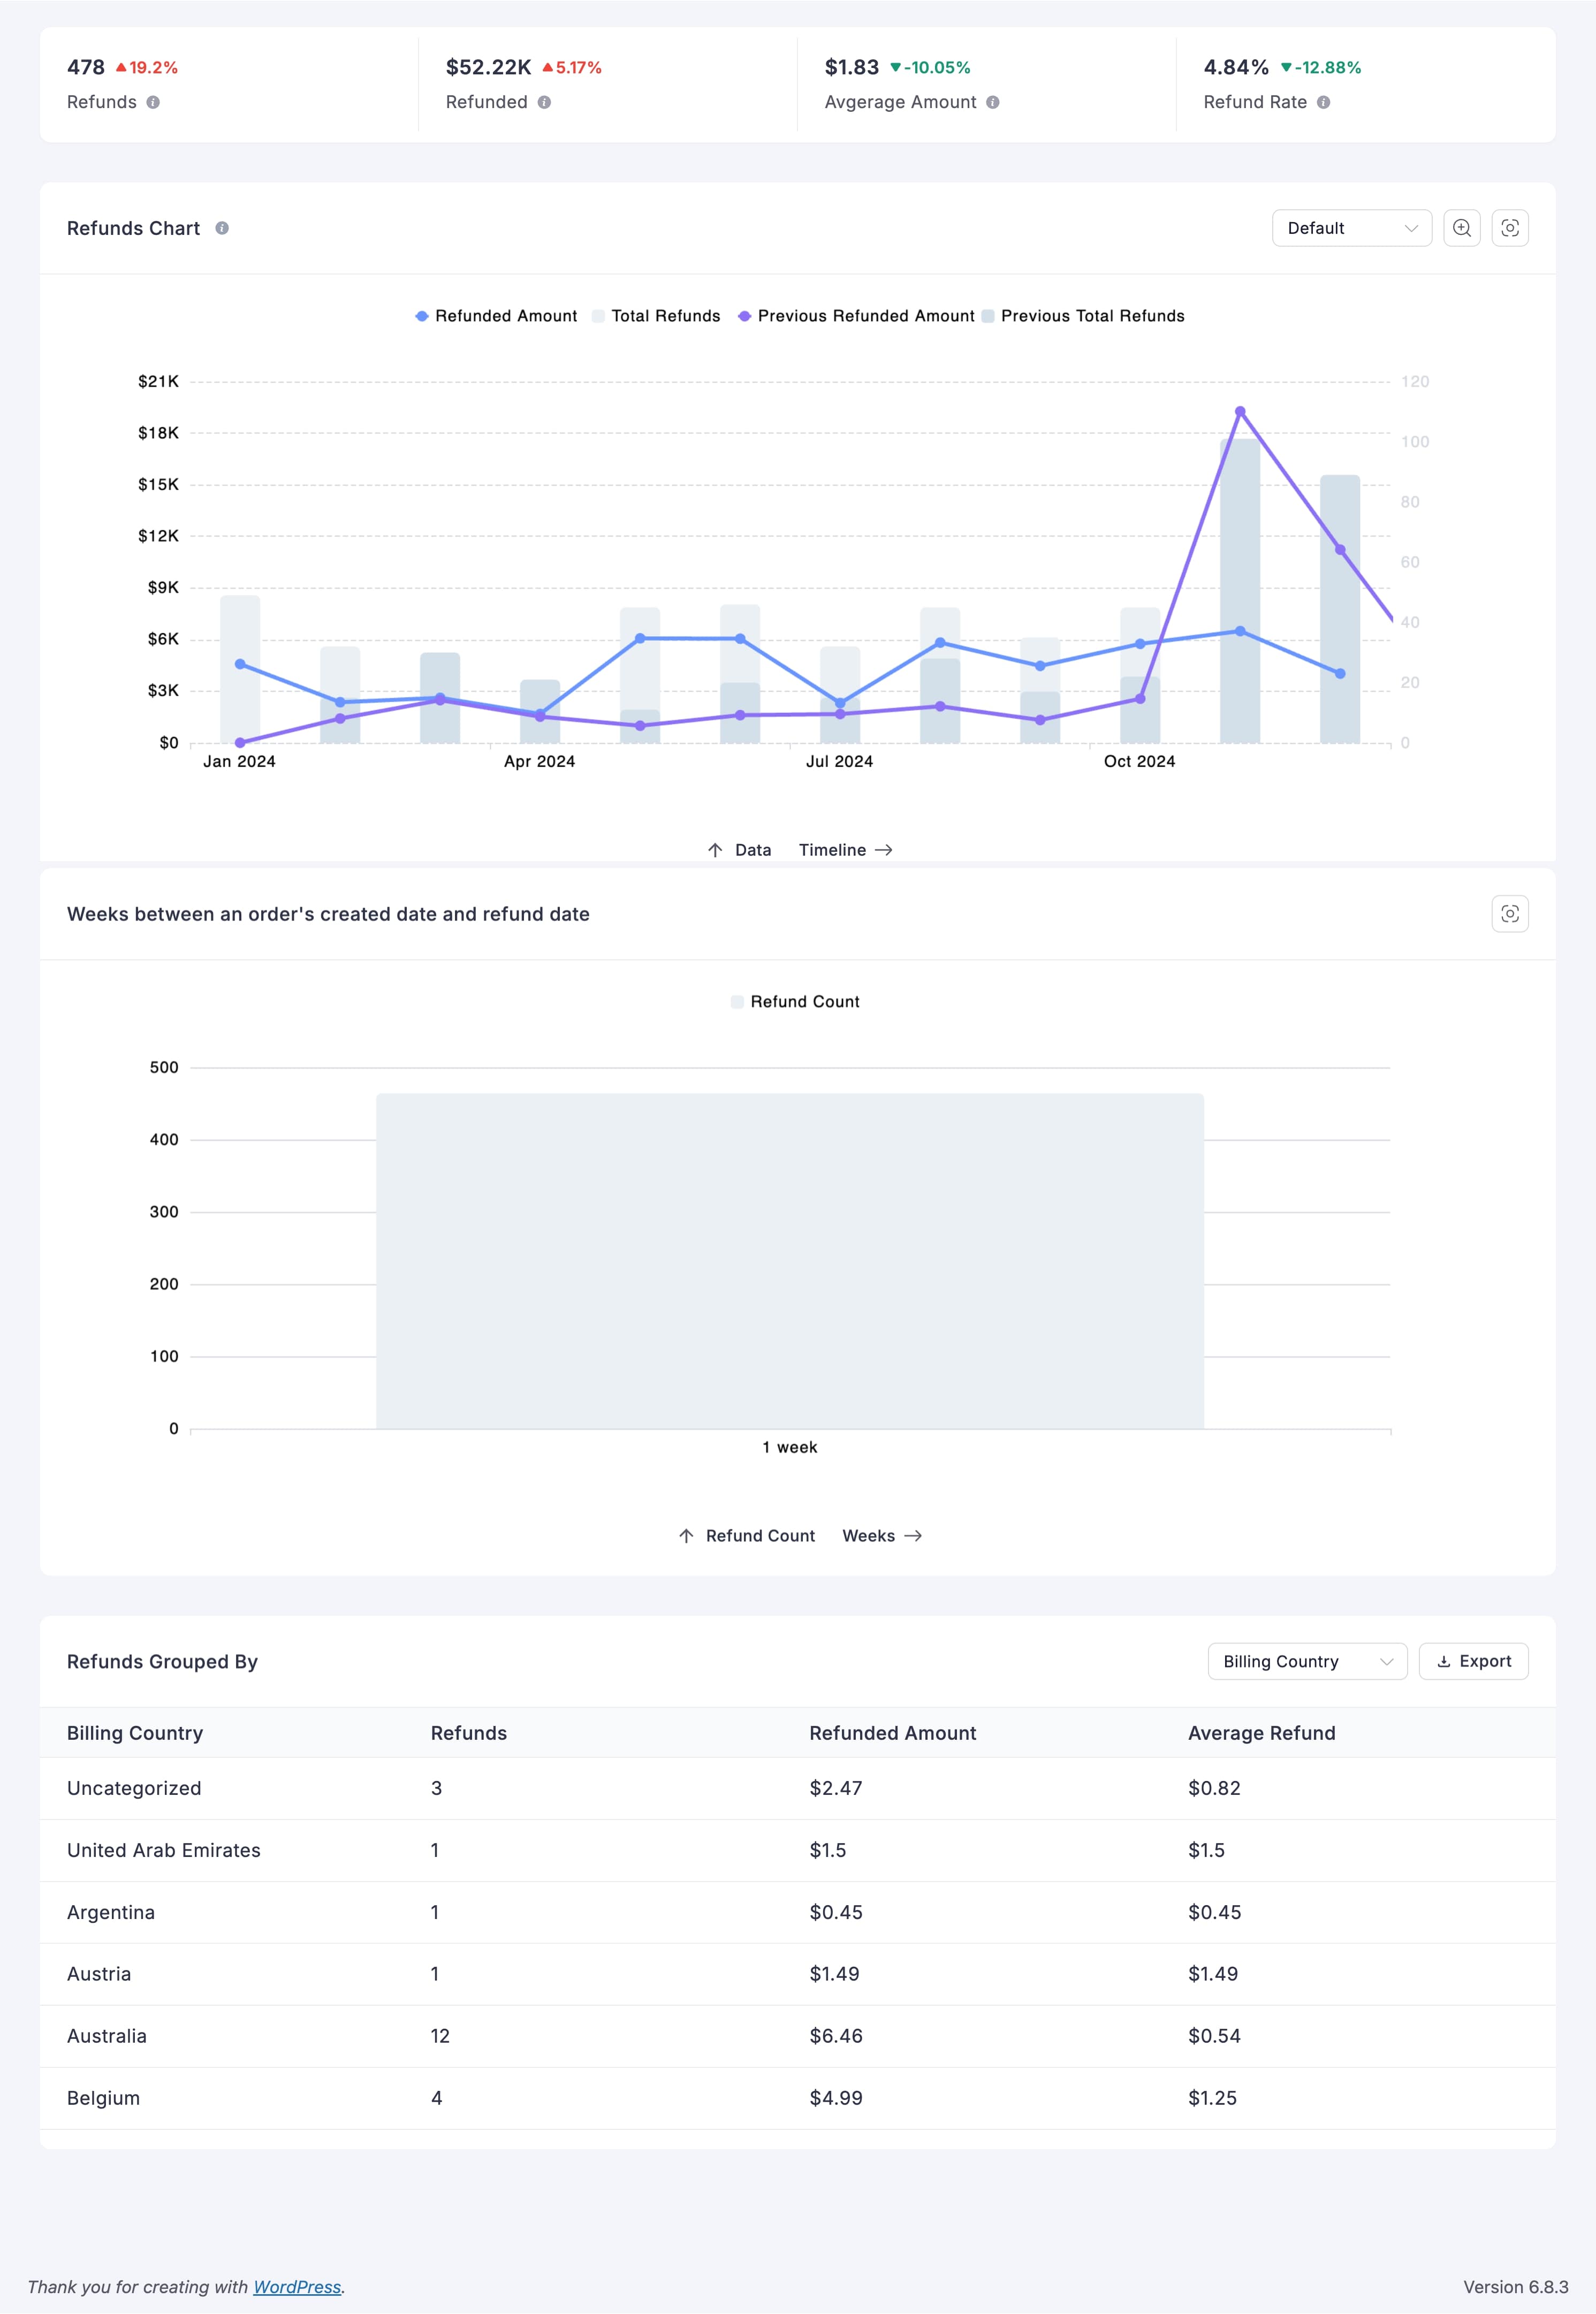 478 ▲19.2%
Refunds
$52.22K ▲5.17%
Refunded
$1.83 ▼-10.05%
Avgerage Amount
4.84% ▼-12.88%
Refund Rate
Refunds Chart
Default
Refunded Amount Total Refunds Previous Refunded Amount Previous Total Refunds
$21K 120
$18K 100
$15K 80
$12K 60
$9K
$6K 40
$3K 20
$0 0
Jan 2024 Apr 2024 Jul 2024 Oct 2024
↑ Data Timeline →
Weeks between an order's created date and refund date
Refund Count
500
400
300
200
100
0
1 week
↑ Refund Count Weeks →
Refunds Grouped By
Billing Country Export
Billing Country Refunds Refunded Amount Average Refund
Uncategorized 3 $2.47 $0.82
United Arab Emirates 1 $1.5 $1.5
Argentina 1 $0.45 $0.45
Austria 1 $1.49 $1.49
Australia 12 $6.46 $0.54
Belgium 4 $4.99 $1.25
Thank you for creating with WordPress. Version 6.8.3